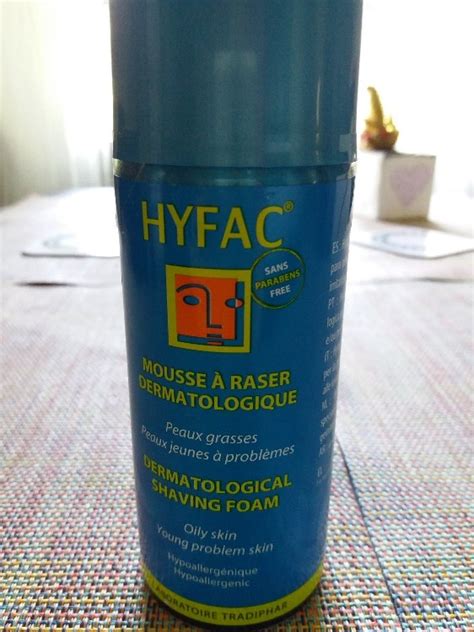 HYFAC®
SANS
PARABENS
FREE
MOUSSE À RASER
DERMATOLOGIQUE
Peaux grasses
Peaux jeunes à problèmes
DERMATOLOGICAL
SHAVING FOAM
Oily skin
Young problem skin
Hypoallergénique
Hypoallergenic
LABORATOIRE TRADIPHAR